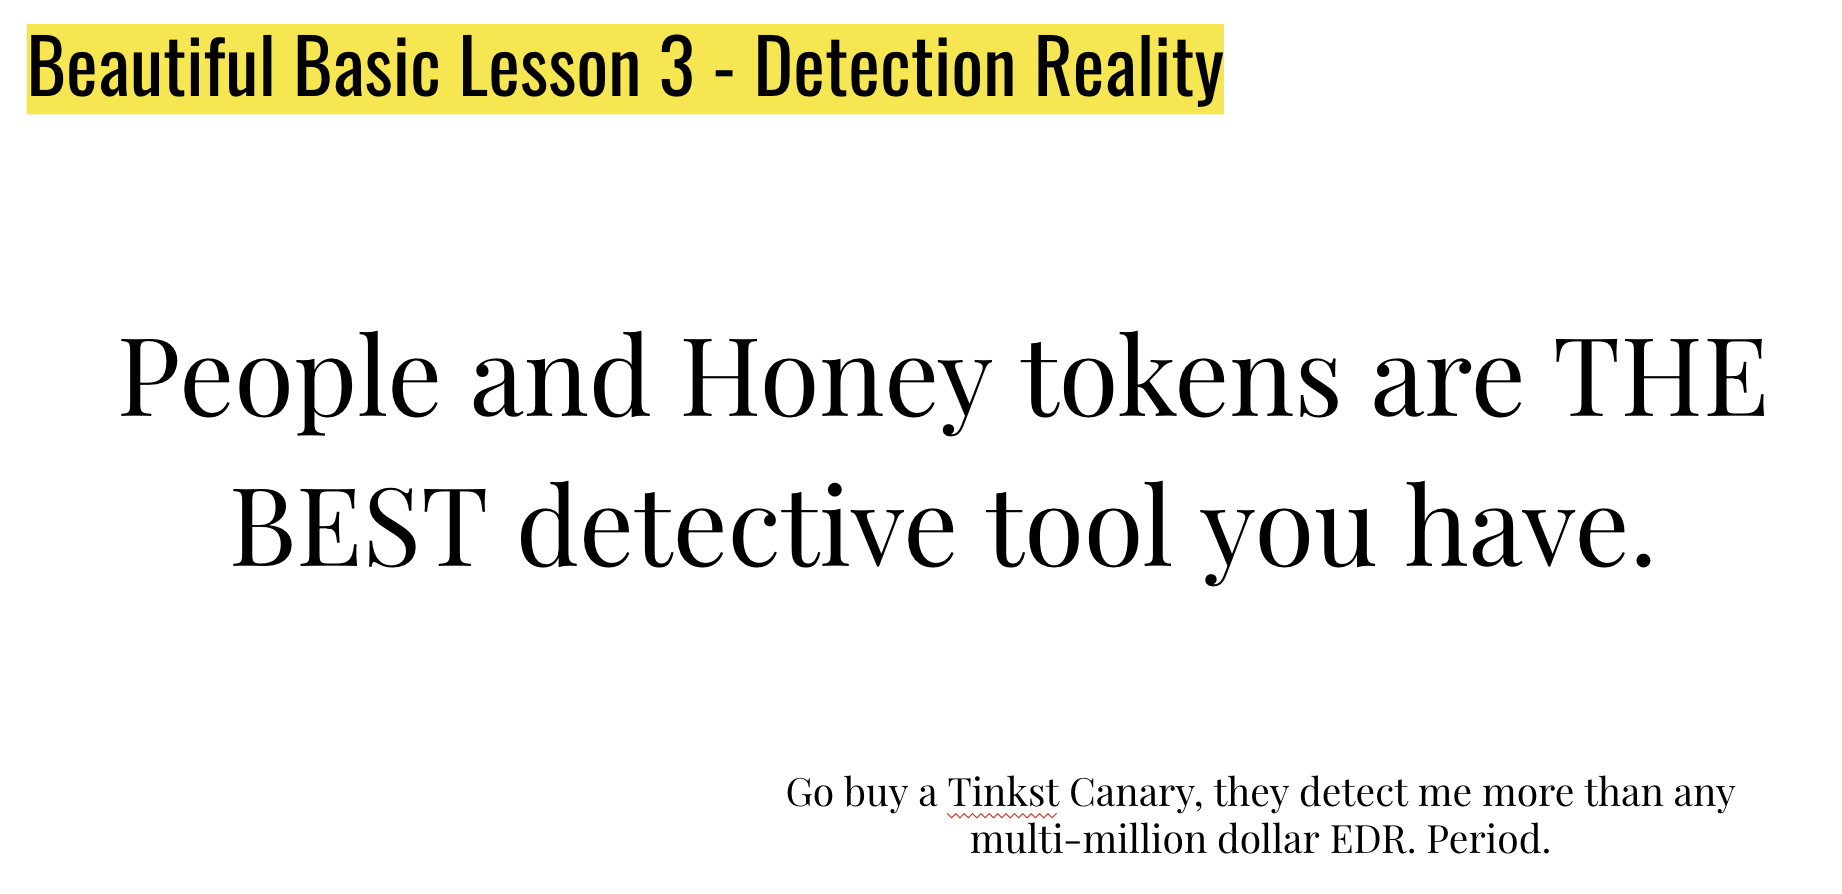 Beautiful Basic Lesson 3 - Detection Reality
People and Honey tokens are THE
BEST detective tool you have.
Go buy a Tinkst Canary, they detect me more than any
multi-million dollar EDR. Period.